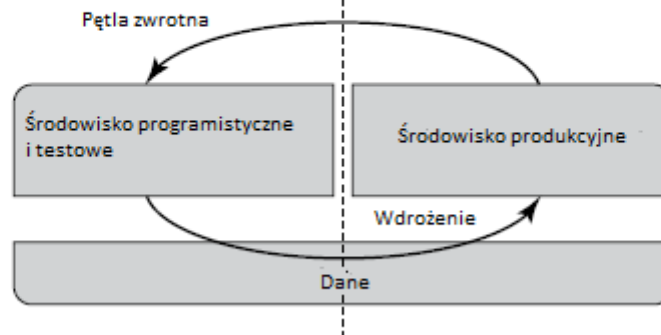 Pętla zwrotna
Środowisko programistyczne
i testowe
Środowisko produkcyjne
Wdrożenie
Dane